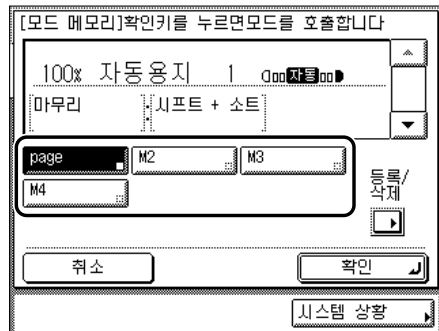 [모드 메모리]확인키를 누르면모드를 호출합니다
100% 자동용지 1 자동
마무리 시프트 + 소트
page M2 M3
M4
등록/
삭제
취소 확인
시스템 상황